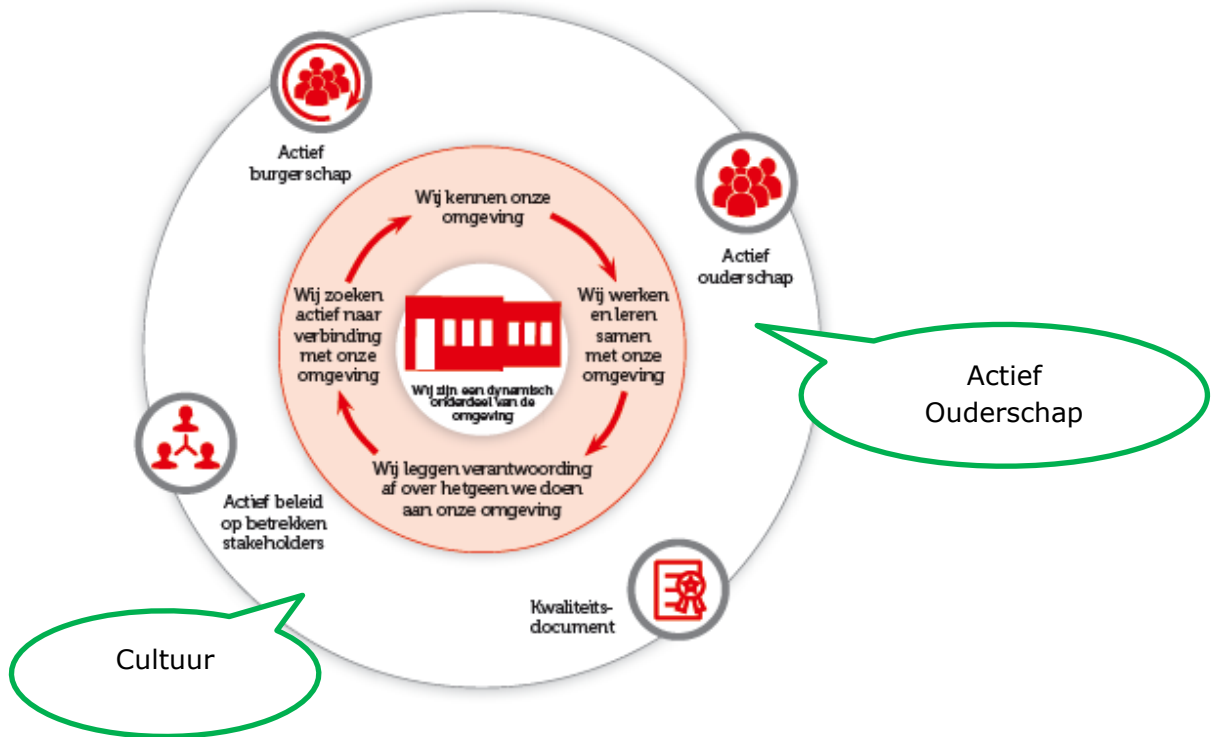 Actief
burgerschap
Actief
ouderschap
Wij kennen onze
omgeving
Wij zoeken
actief naar
verbinding
met onze
omgeving
Wij werken
en leren
samen
met onze
omgeving
Wij zijn een dynamisch
onderdeel van de
omgeving
Wij leggen verantwoording
af over hetgeen we doen
aan onze omgeving
Actief
Ouderschap
Actief beleid
op betrekken
stakeholders
Kwaliteits-
document
Cultuur